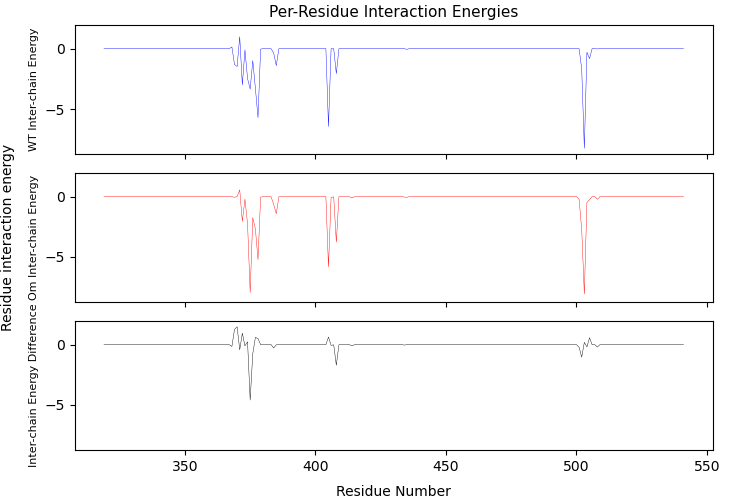 Per-Residue Interaction Energies
WT Inter-chain Energy
0
−5
Residue interaction energy
Om Inter-chain Energy
0
−5
Inter-chain Energy Difference
0
−5
350
400
450
500
550
Residue Number